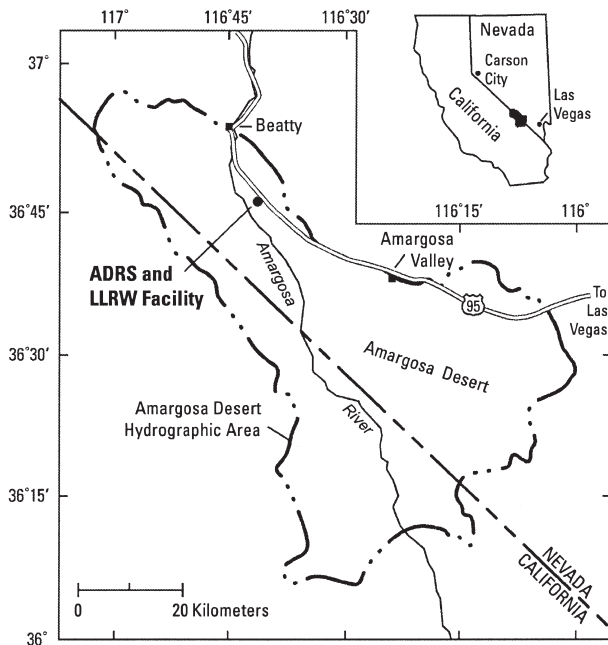 117°
116°45'
116°30'
37°
Nevada
Carson
City
California
Las
Vegas
Beatty
36°45'
116°15'
116°
ADRS and
LLRW Facility
Amargosa
Amargosa
Valley
95
To
Las
Vegas
36°30'
Amargosa Desert
Amargosa Desert
Hydrographic Area
River
36°15'
NEVADA
CALIFORNIA
0
20 Kilometers
36°